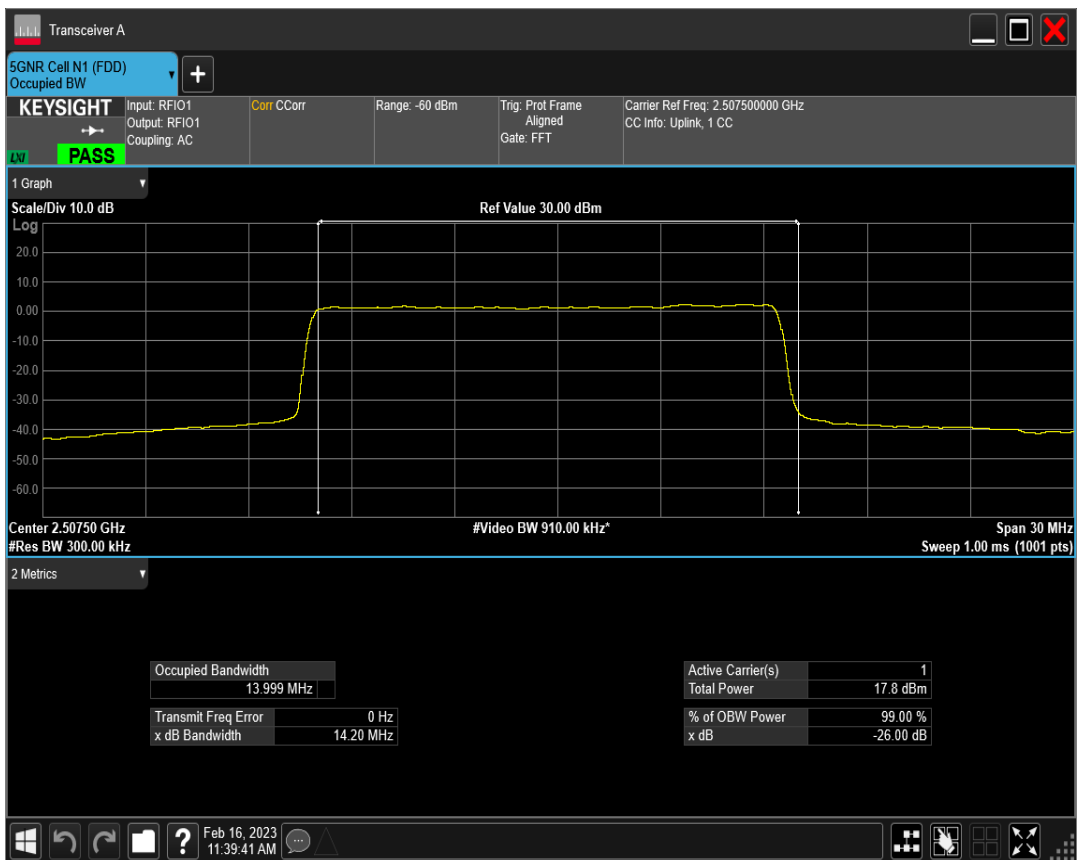 Transceiver A
5GNR Cell N1 (FDD)
Occupied BW
+
KEYSIGHT
LXI
PASS
Input: RFIO1
Output: RFIO1
Coupling: AC
Corr CCorr
Range: -60 dBm
Trig: Prot Frame
Aligned
Gate: FFT
Carrier Ref Freq: 2.507500000 GHz
CC Info: Uplink, 1 CC
1 Graph
Scale/Div 10.0 dB
Ref Value 30.00 dBm
Log
20.0
10.0
0.00
-10.0
-20.0
-30.0
-40.0
-50.0
-60.0
Center 2.50750 GHz
#Video BW 910.00 kHz*
Span 30 MHz
#Res BW 300.00 kHz
Sweep 1.00 ms (1001 pts)
2 Metrics
Occupied Bandwidth
13.999 MHz
Transmit Freq Error 0 Hz
x dB Bandwidth 14.20 MHz
Active Carrier(s) 1
Total Power 17.8 dBm
% of OBW Power 99.00 %
x dB -26.00 dB
?
Feb 16, 2023
11:39:41 AM